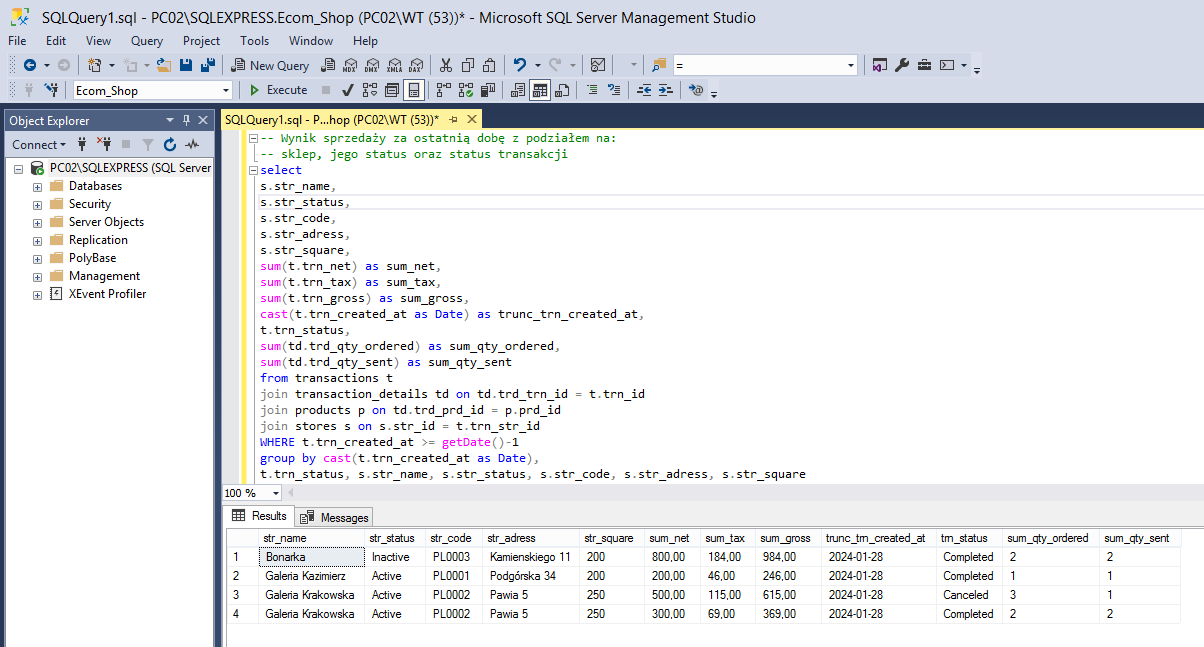 SQLQuery1.sql - PC02\SQLEXPRESS.Ecom_Shop (PC02\WT (53))* - Microsoft SQL Server Management Studio
File Edit View Query Project Tools Window Help
New Query MDX DMX XMLA DAX =
Ecom_Shop Execute
Object Explorer
Connect
PC02\SQLEXPRESS (SQL Server
Databases
Security
Server Objects
Replication
PolyBase
Management
XEvent Profiler
SQLQuery1.sql - P...hop (PC02\WT (53))*
-- Wynik sprzedaży za ostatnią dobę z podziałem na:
-- sklep, jego status oraz status transakcji
select
s.str_name,
s.str_status,
s.str_code,
s.str_adress,
s.str_square,
sum(t.trn_net) as sum_net,
sum(t.trn_tax) as sum_tax,
sum(t.trn_gross) as sum_gross,
cast(t.trn_created_at as Date) as trunc_trn_created_at,
t.trn_status,
sum(td.trd_qty_ordered) as sum_qty_ordered,
sum(td.trd_qty_sent) as sum_qty_sent
from transactions t
join transaction_details td on td.trd_trn_id = t.trn_id
join products p on td.trd_prd_id = p.prd_id
join stores s on s.str_id = t.trn_str_id
WHERE t.trn_created_at >= getDate()-1
group by cast(t.trn_created_at as Date),
t.trn_status, s.str_name, s.str_status, s.str_code, s.str_adress, s.str_square
100 %
Results Messages
str_name str_status str_code str_adress str_square sum_net sum_tax sum_gross trunc_trn_created_at trn_status sum_qty_ordered sum_qty_sent
1 Bonarka Inactive PL0003 Kamienskiego 11 200 800,00 184,00 984,00 2024-01-28 Completed 2 2
2 Galeria Kazimierz Active PL0001 Podgórska 34 200 200,00 46,00 246,00 2024-01-28 Completed 1 1
3 Galeria Krakowska Active PL0002 Pawia 5 250 500,00 115,00 615,00 2024-01-28 Canceled 3 1
4 Galeria Krakowska Active PL0002 Pawia 5 250 300,00 69,00 369,00 2024-01-28 Completed 2 2